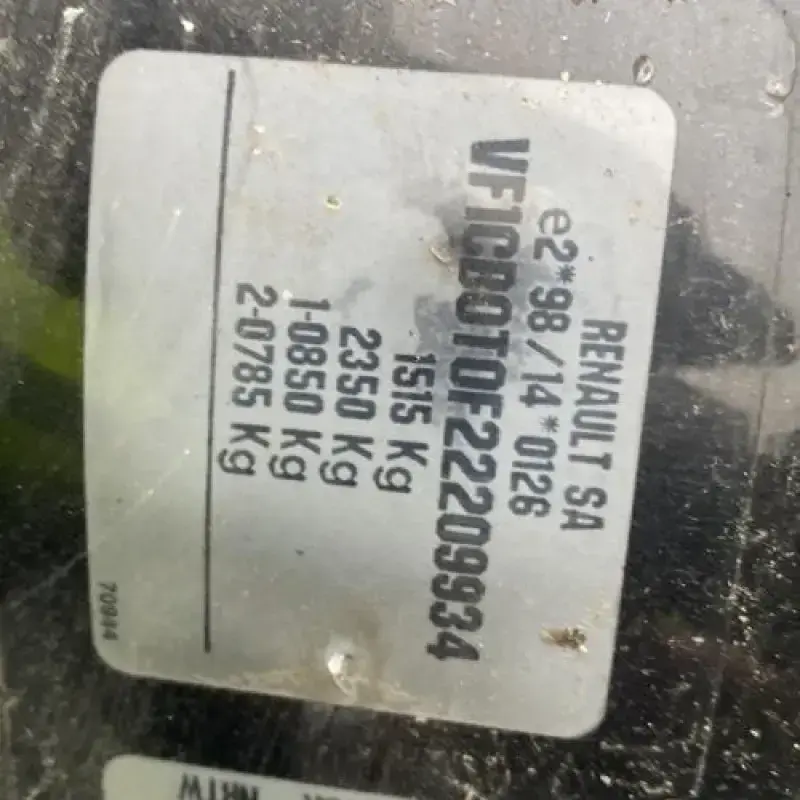 RENAULT SA
e2*98/14*0126
VF1CB0T0F22209934
1515 Kg
2350 Kg
1-0850 Kg
2-0785 Kg
70944